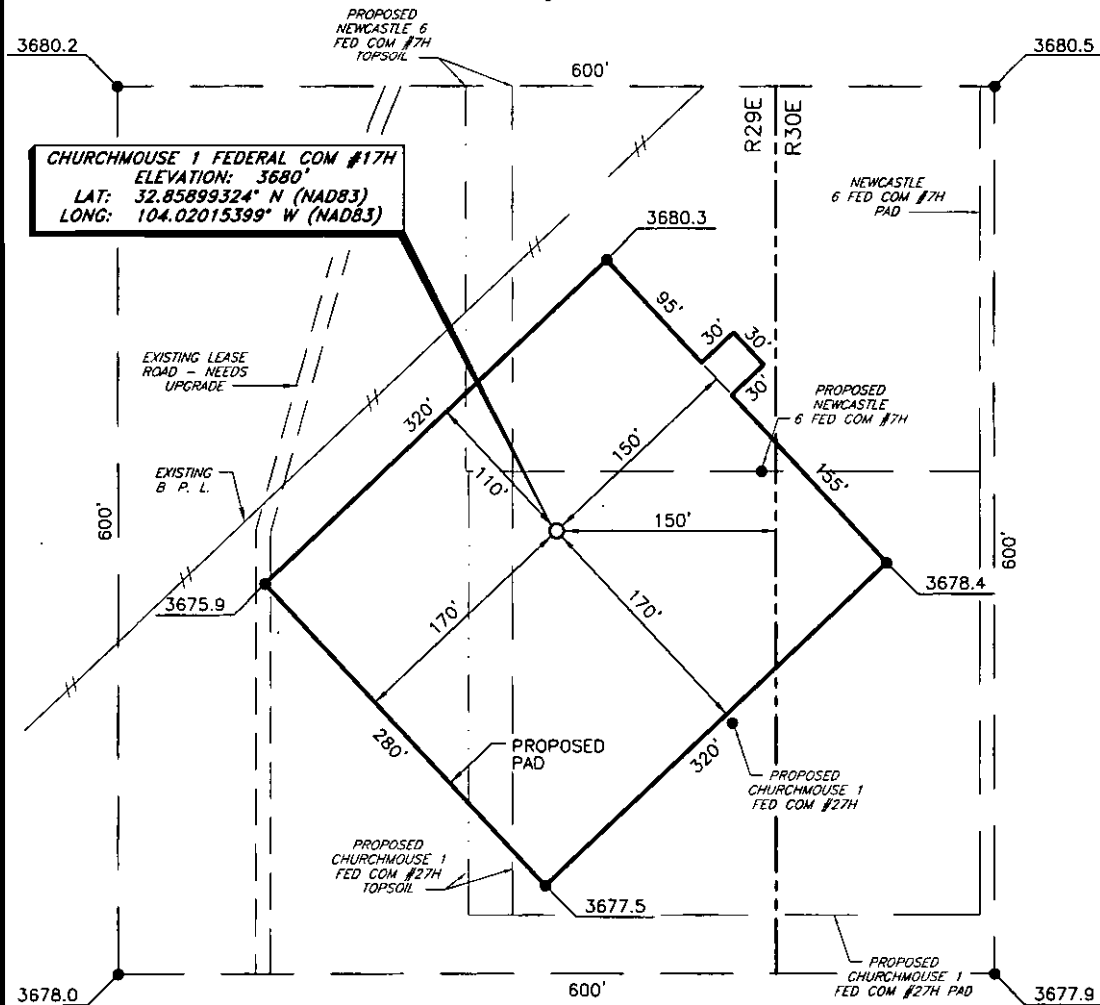 PROPOSED
NEWCASTLE 6
FED COM #7H
TOPSOIL
3680.2
3680.5
600'
R29E
R30E
CHURCHMOUSE 1 FEDERAL COM #17H
ELEVATION: 3680'
LAT: 32.85899324° N (NAD83)
LONG: 104.02015399° W (NAD83)
NEWCASTLE
6 FED COM #7H
PAD
3680.3
95'
30'
30'
30'
EXISTING LEASE
ROAD - NEEDS
UPGRADE
PROPOSED
NEWCASTLE
6 FED COM #7H
320'
110'
150'
155'
EXISTING
B P. L.
600'
150'
600'
3675.9
3678.4
170'
170'
280'
PROPOSED
PAD
320'
PROPOSED
CHURCHMOUSE 1
FED COM #27H
PROPOSED
CHURCHMOUSE 1
FED COM #27H
TOPSOIL
3677.5
PROPOSED
CHURCHMOUSE 1
FED COM #27H PAD
3678.0
600'
3677.9